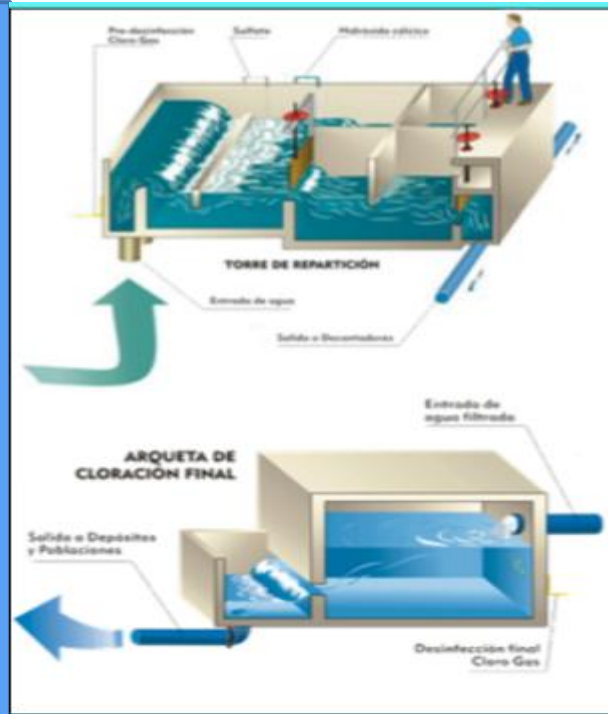 Pre-desinfección
Cloro Gas
Sulfato
Hidróxido cálcico
TORRE DE REPARTICIÓN
Entrada de agua
Salida a Decantadores
Entrada de
agua filtrada
ARQUETA DE
CLORACIÓN FINAL
Salida a Depósitos
y Poblaciones
Desinfección final
Cloro Gas